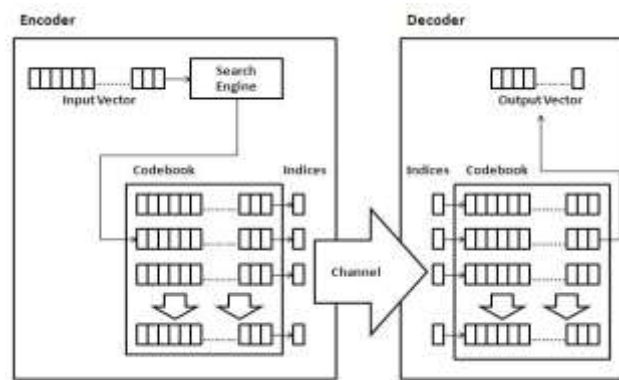 Encoder
Search
Engine
Input Vector
Codebook
Indices
Channel
Decoder
Output Vector
Indices
Codebook